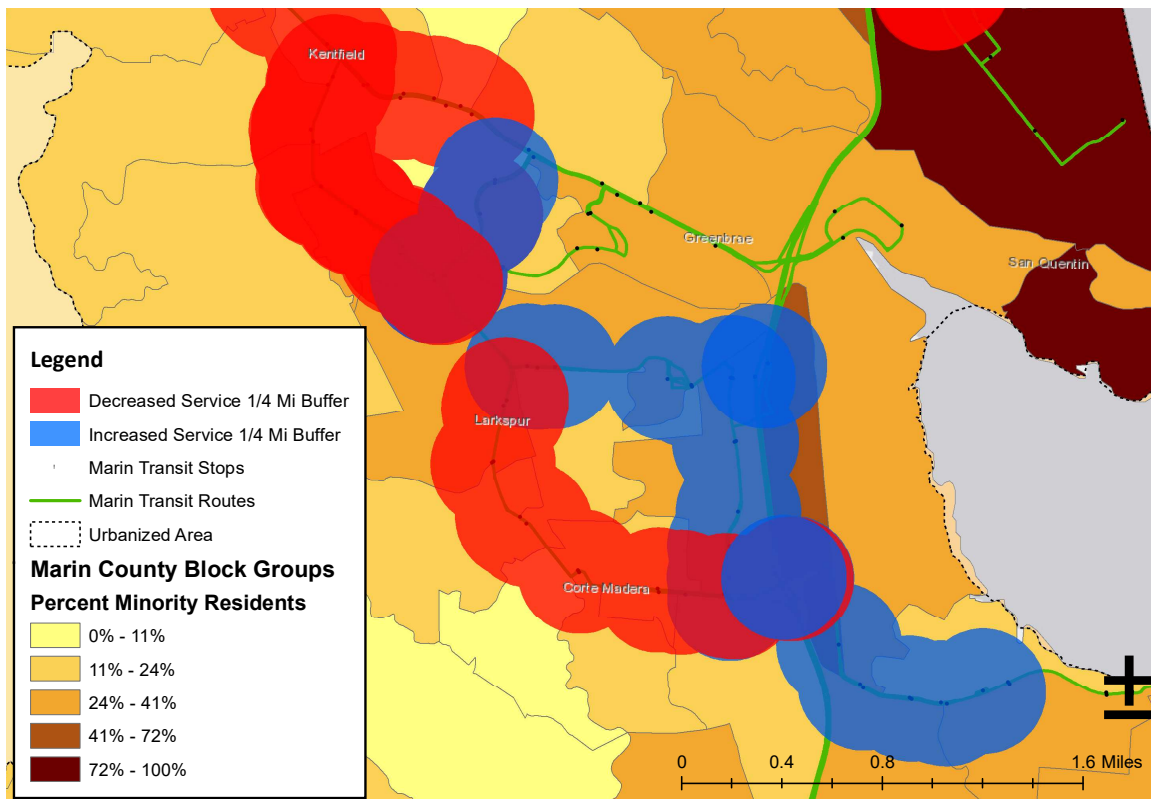 Kentfield
Greenbrae
San Quentin
Larkspur
Corte Madera
Legend
Decreased Service 1/4 Mi Buffer
Increased Service 1/4 Mi Buffer
Marin Transit Stops
Marin Transit Routes
Urbanized Area
Marin County Block Groups
Percent Minority Residents
0% - 11%
11% - 24%
24% - 41%
41% - 72%
72% - 100%
0 0.4 0.8 1.6 Miles